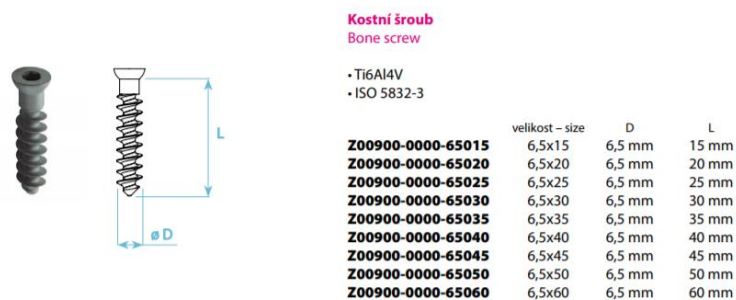 Kostní šroub
Bone screw
• Ti6Al4V
• ISO 5832-3
L
ø D
velikost – size D L
Z00900-0000-65015 6,5x15 6,5 mm 15 mm
Z00900-0000-65020 6,5x20 6,5 mm 20 mm
Z00900-0000-65025 6,5x25 6,5 mm 25 mm
Z00900-0000-65030 6,5x30 6,5 mm 30 mm
Z00900-0000-65035 6,5x35 6,5 mm 35 mm
Z00900-0000-65040 6,5x40 6,5 mm 40 mm
Z00900-0000-65045 6,5x45 6,5 mm 45 mm
Z00900-0000-65050 6,5x50 6,5 mm 50 mm
Z00900-0000-65060 6,5x60 6,5 mm 60 mm